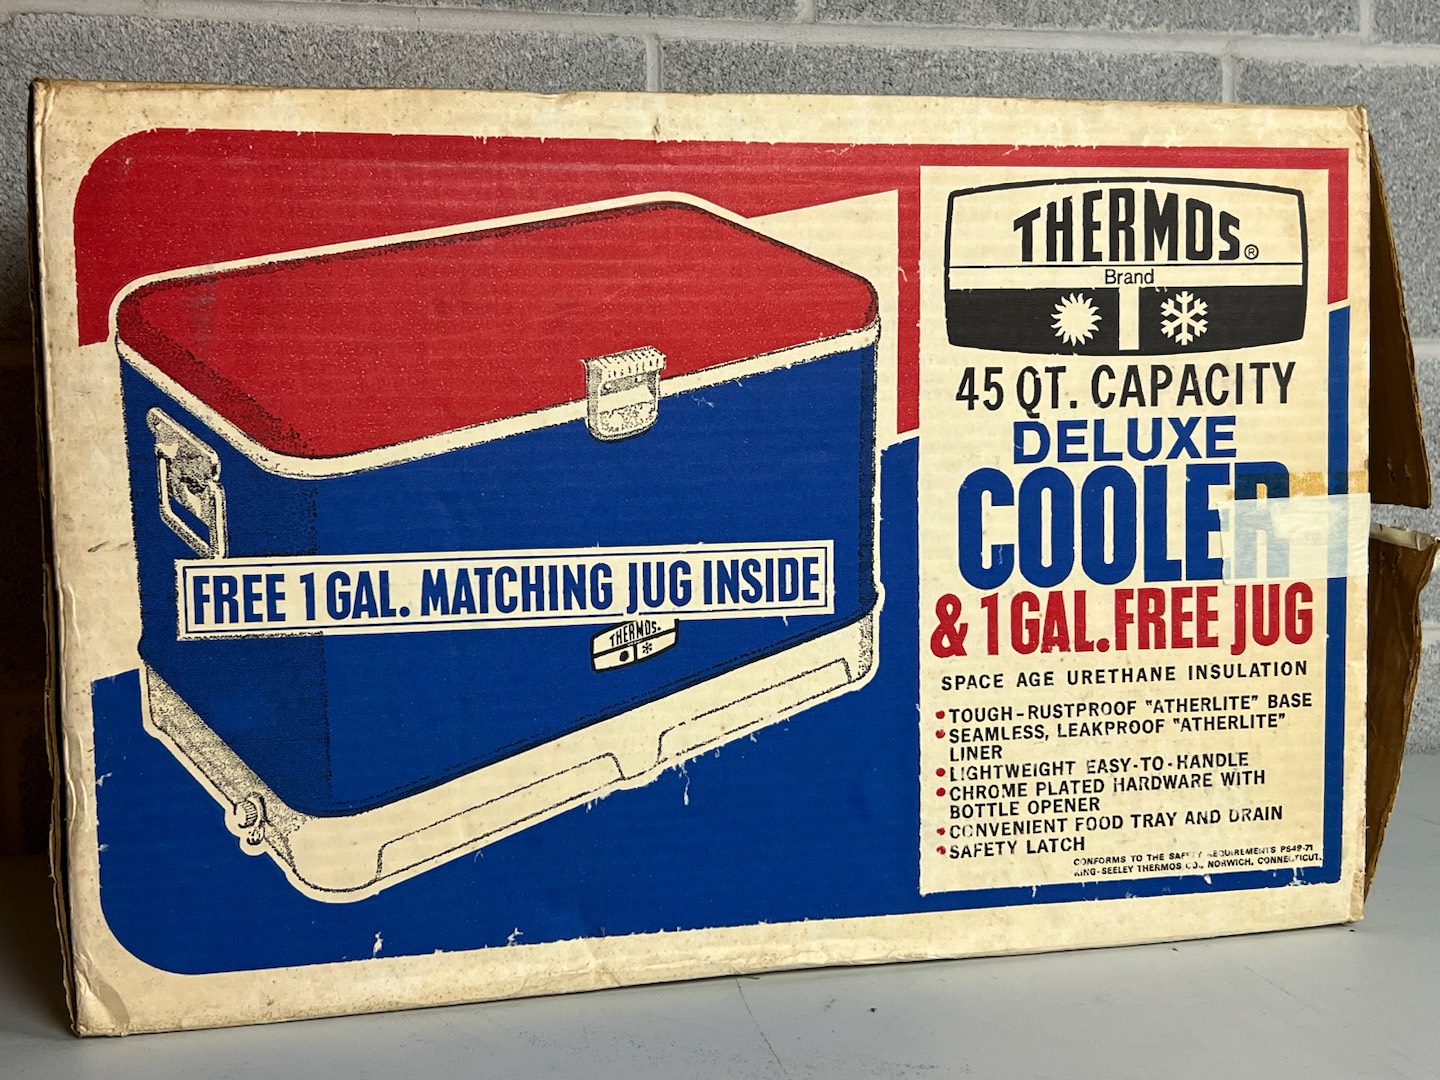 FREE 1 GAL. MATCHING JUG INSIDE
THERMOS®
THERMOS®
Brand
45 QT. CAPACITY
DELUXE
COOLER
& 1 GAL. FREE JUG
SPACE AGE URETHANE INSULATION
•TOUGH-RUSTPROOF "ATHERLITE" BASE
•SEAMLESS, LEAKPROOF "ATHERLITE"
LINER
•LIGHTWEIGHT EASY-TO-HANDLE
•CHROME PLATED HARDWARE WITH
BOTTLE OPENER
•CONVENIENT FOOD TRAY AND DRAIN
•SAFETY LATCH
CONFORMS TO THE SAFETY REQUIREMENTS PS49-71
KING-SEELEY THERMOS CO., NORWICH, CONNECTICUT.